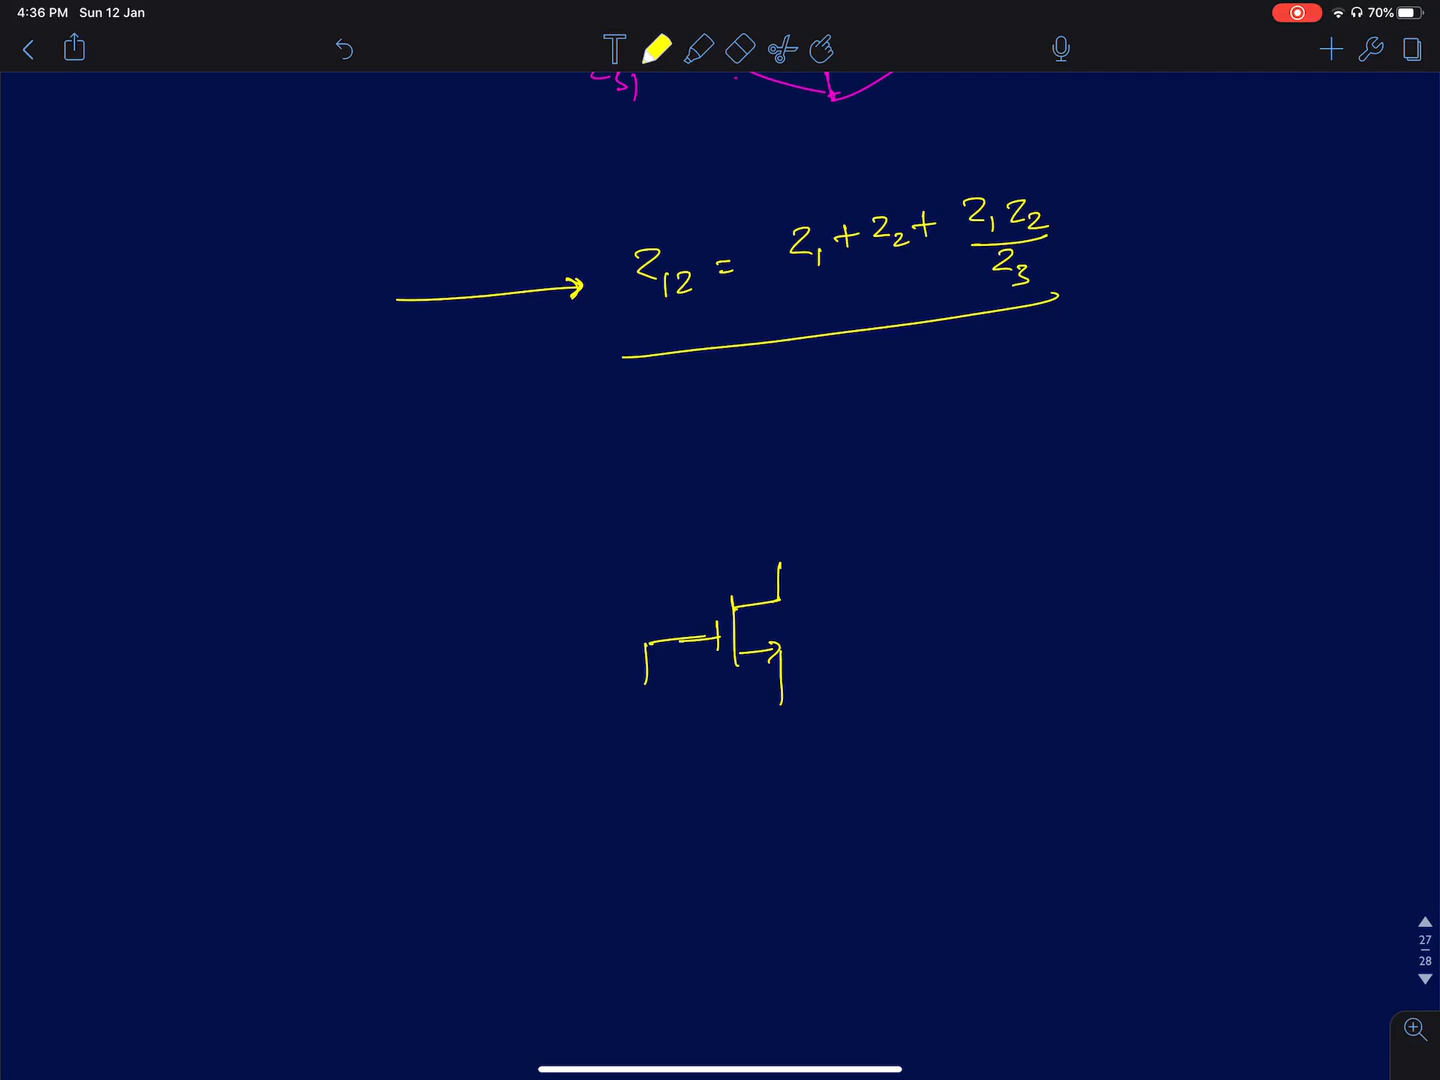 4:36 PM Sun 12 Jan
70%
T
Z₁₂ = Z₁ + Z₂ + Z₁Z₂/Z₃
27
28